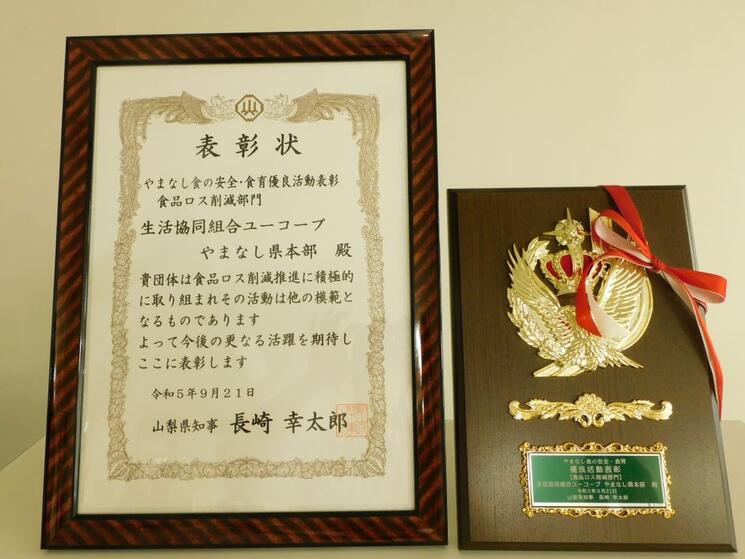 表彰状
やまなし食の安全・食育優良活動表彰
食品ロス削減部門
生活協同組合ユーコープ
やまなし県本部 殿
貴団体は食品ロス削減推進に積極的
に取り組まれその活動は他の模範と
なるものであります
よって今後の更なる活躍を期待し
ここに表彰します
令和5年9月21日
山梨県知事 長崎 幸太郎
やまなし食の安全・食育
優良活動表彰
【食品ロス削減部門】
生活協同組合ユーコープ やまなし県本部 殿
令和5年9月21日
山梨県知事 長崎 幸太郎